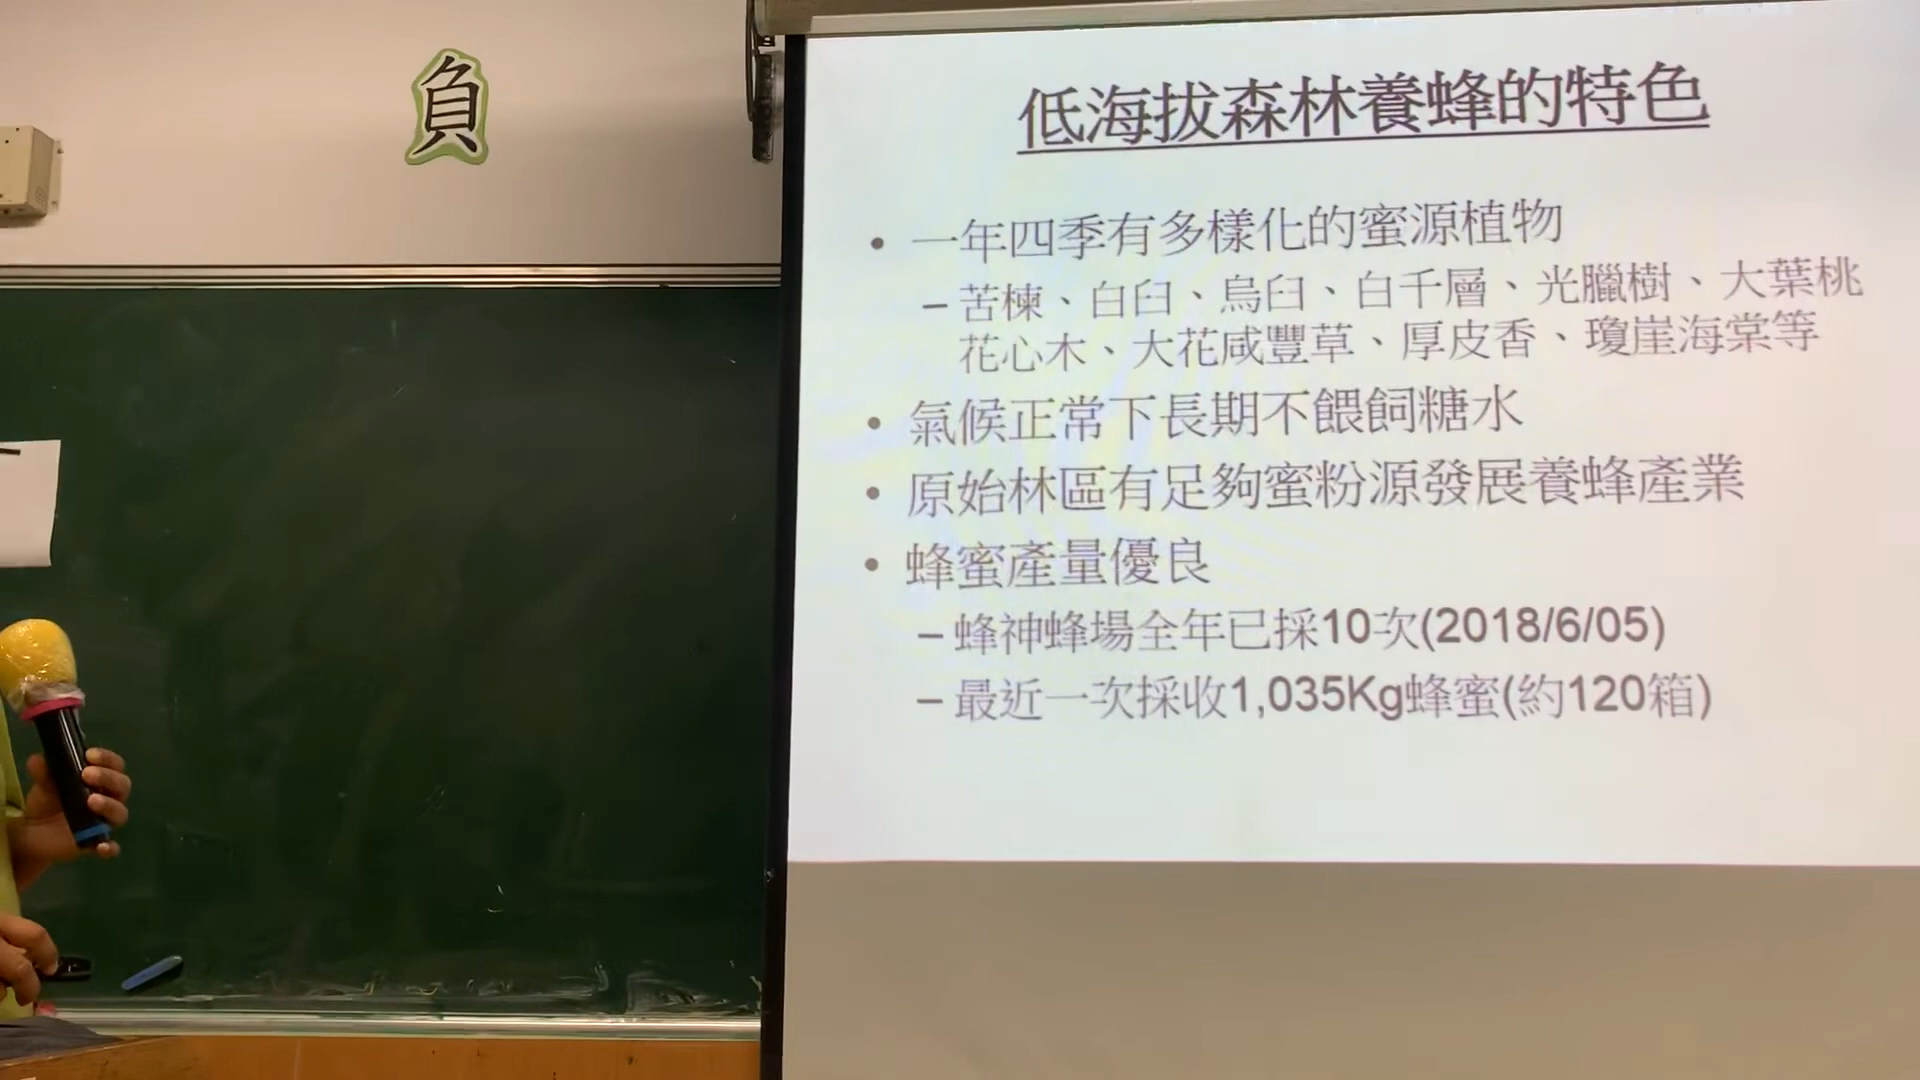 負
低海拔森林養蜂的特色
• 一年四季有多樣化的蜜源植物
– 苦楝、白臼、烏臼、白千層、光臘樹、大葉桃
花心木、大花咸豐草、厚皮香、瓊崖海棠等
• 氣候正常下長期不餵飼糖水
• 原始林區有足夠蜜粉源發展養蜂產業
• 蜂蜜產量優良
– 蜂神蜂場全年已採10次(2018/6/05)
– 最近一次採收1,035Kg蜂蜜(約120箱)